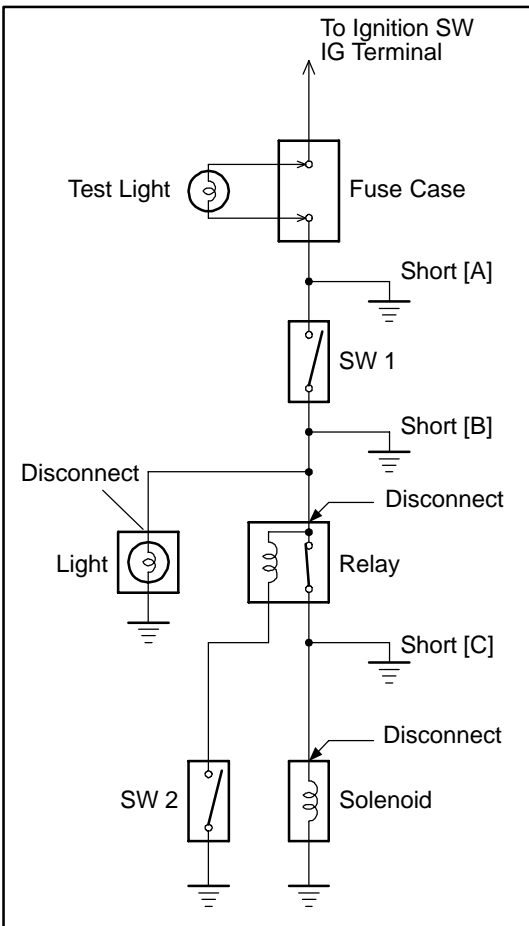 To Ignition SW
IG Terminal
Test Light
Fuse Case
Short [A]
SW 1
Short [B]
Disconnect
Disconnect
Light
Relay
Short [C]
Disconnect
SW 2
Solenoid